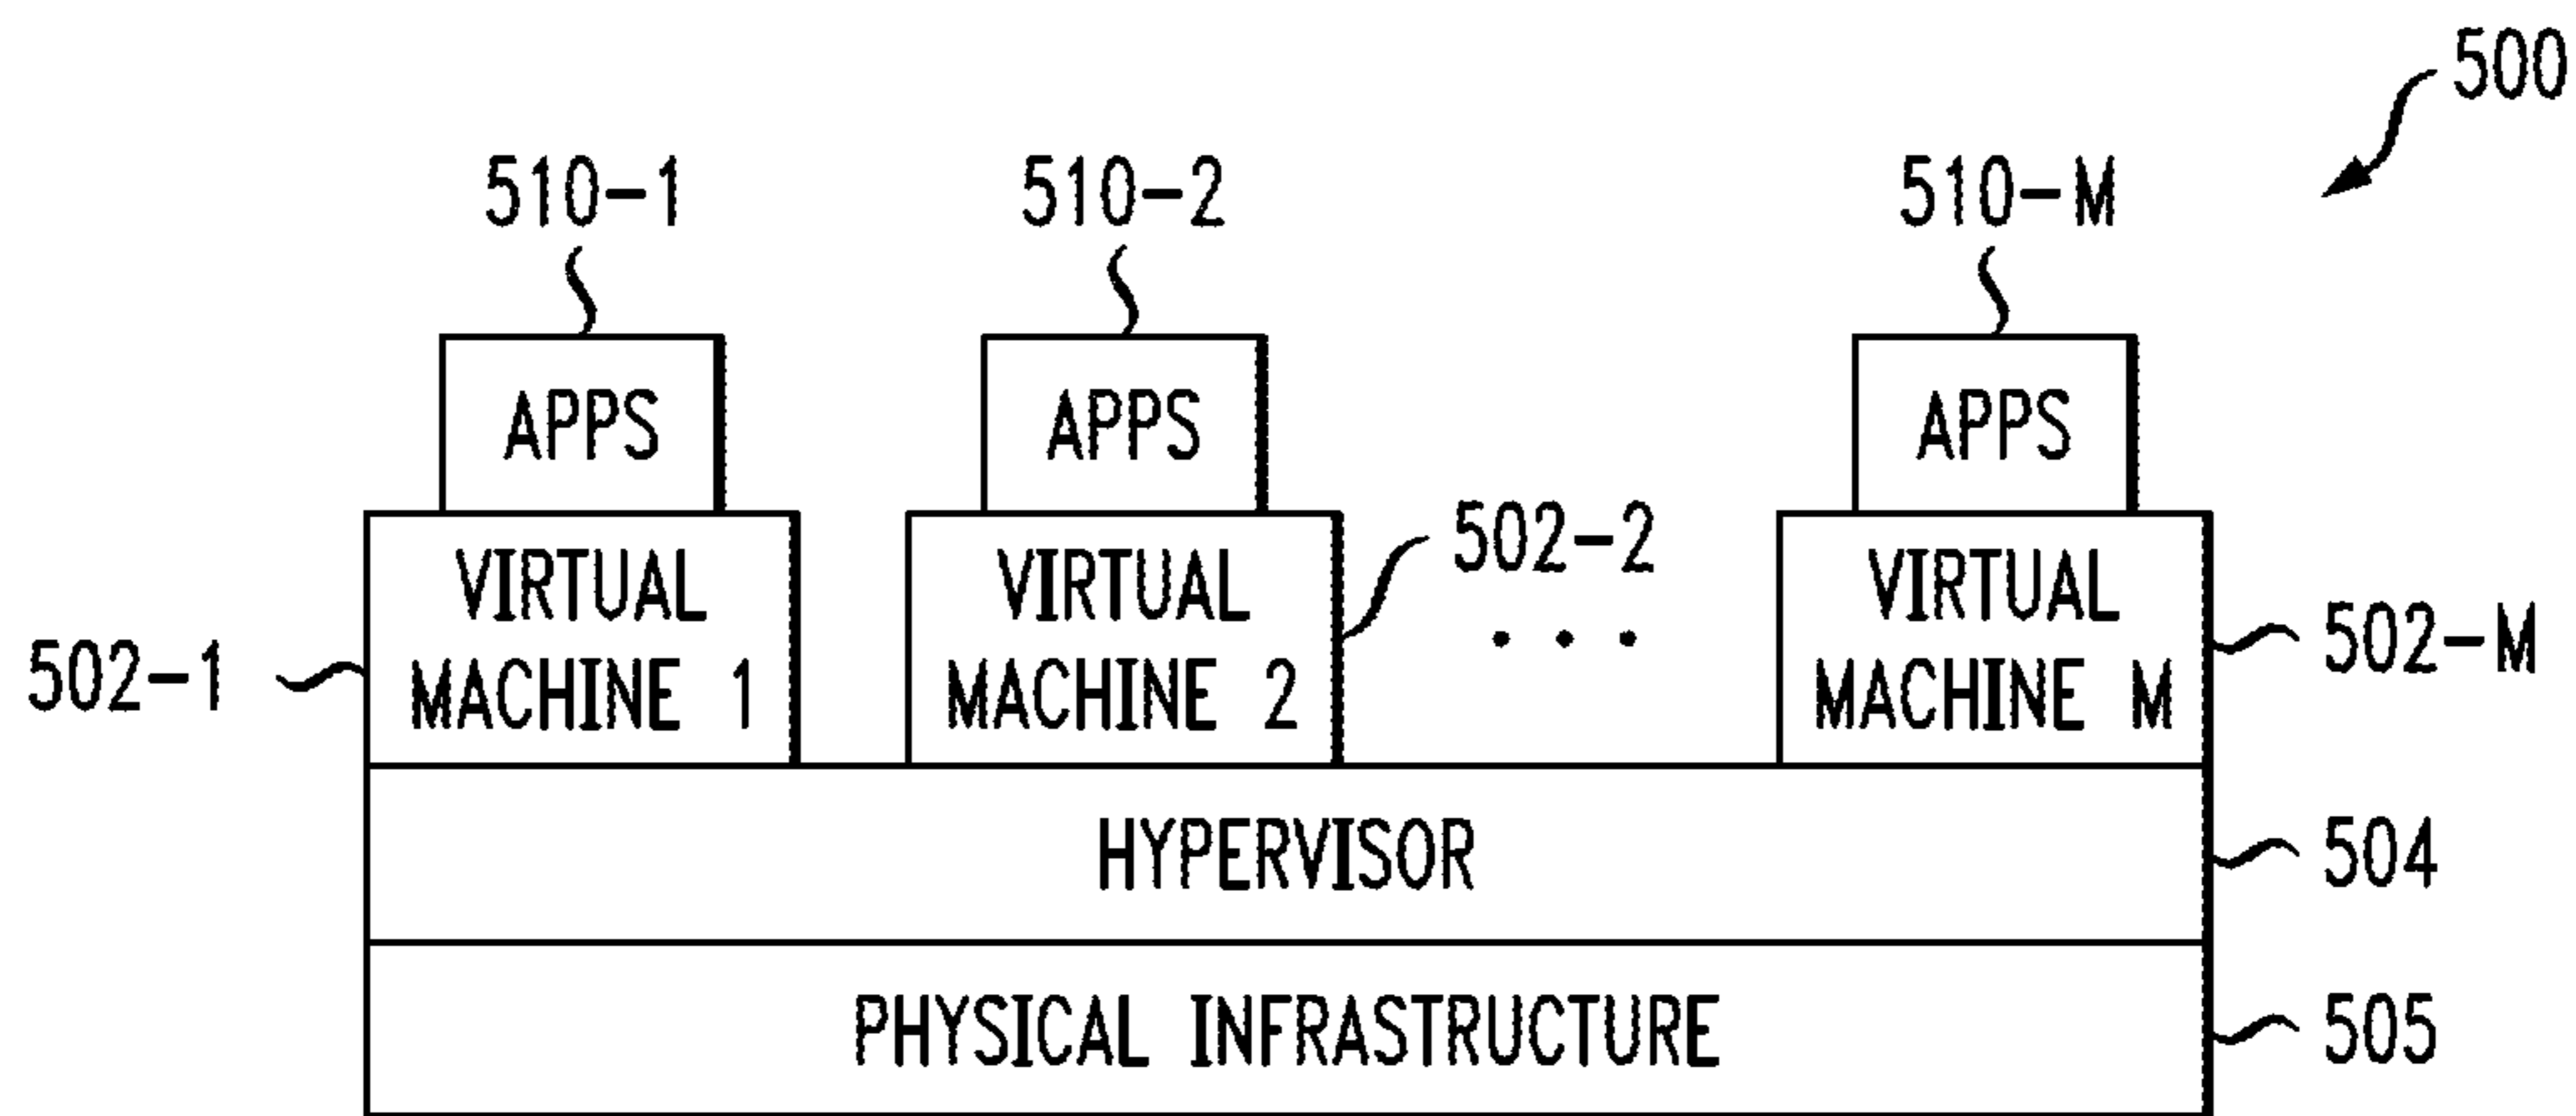 500
510-1 510-2 510-M
APPS APPS APPS
502-2
VIRTUAL MACHINE 1
VIRTUAL MACHINE 2
. . .
VIRTUAL MACHINE M
502-1
502-M
HYPERVISOR
504
PHYSICAL INFRASTRUCTURE
505